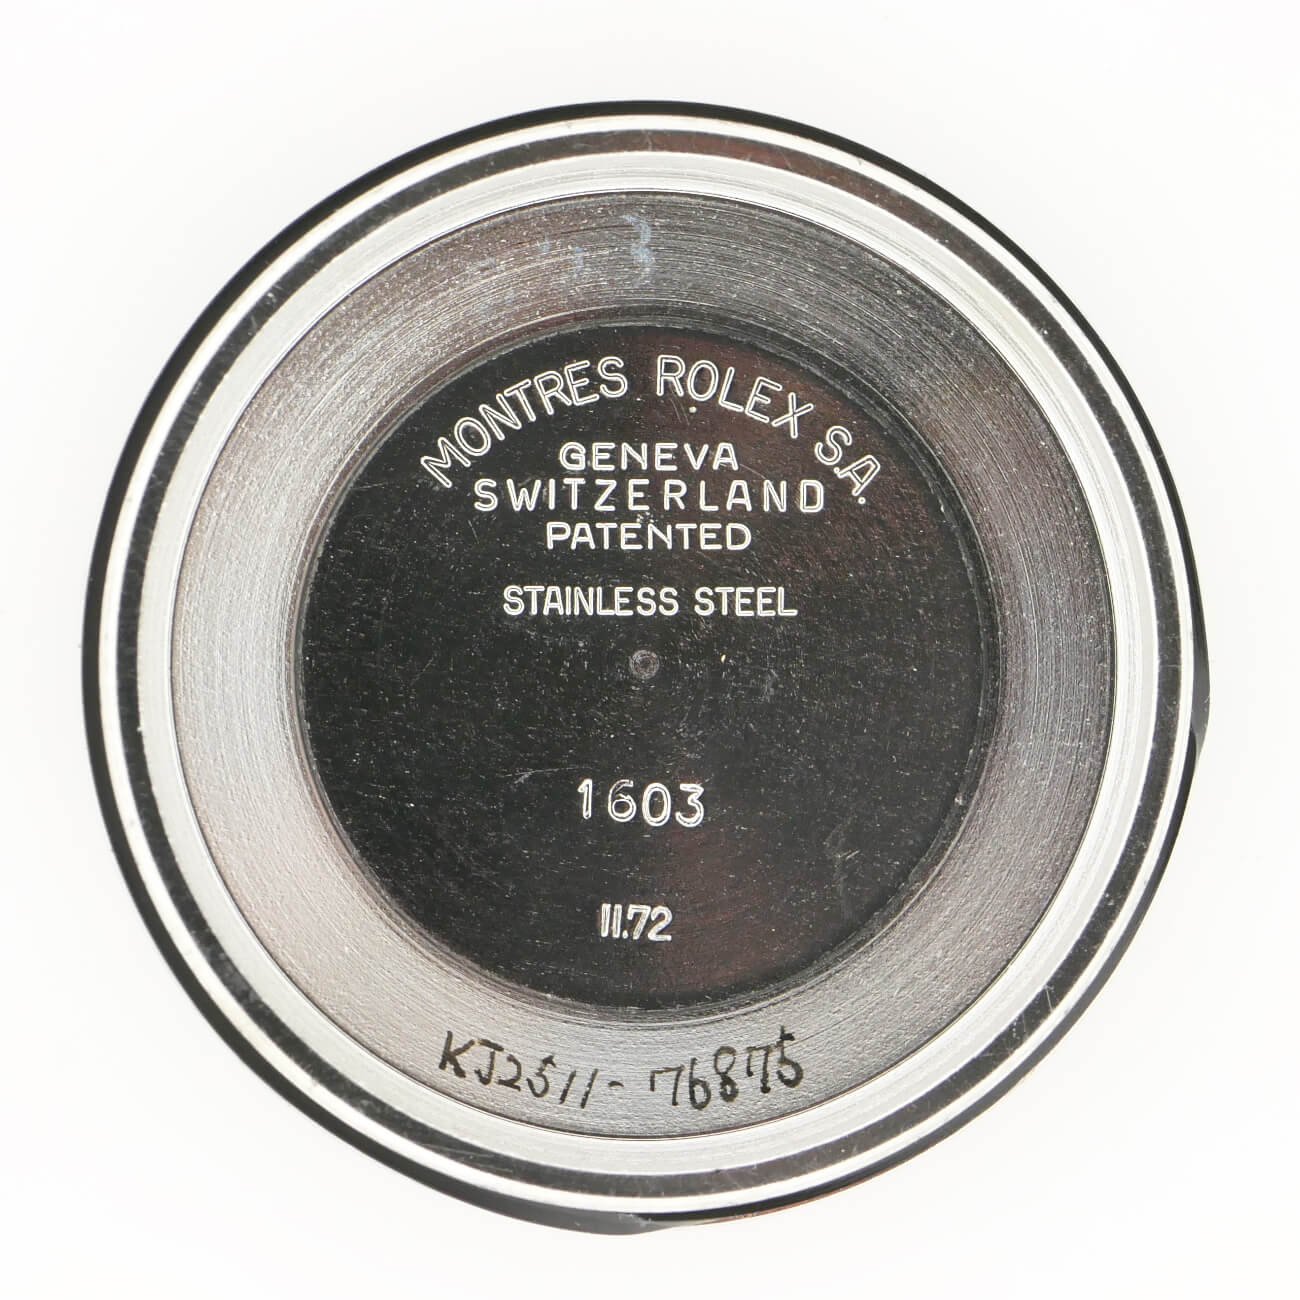 MONTRES ROLEX S.A.
GENEVA
SWITZERLAND
PATENTED
STAINLESS STEEL
1603
II.72
KJ2511-76875